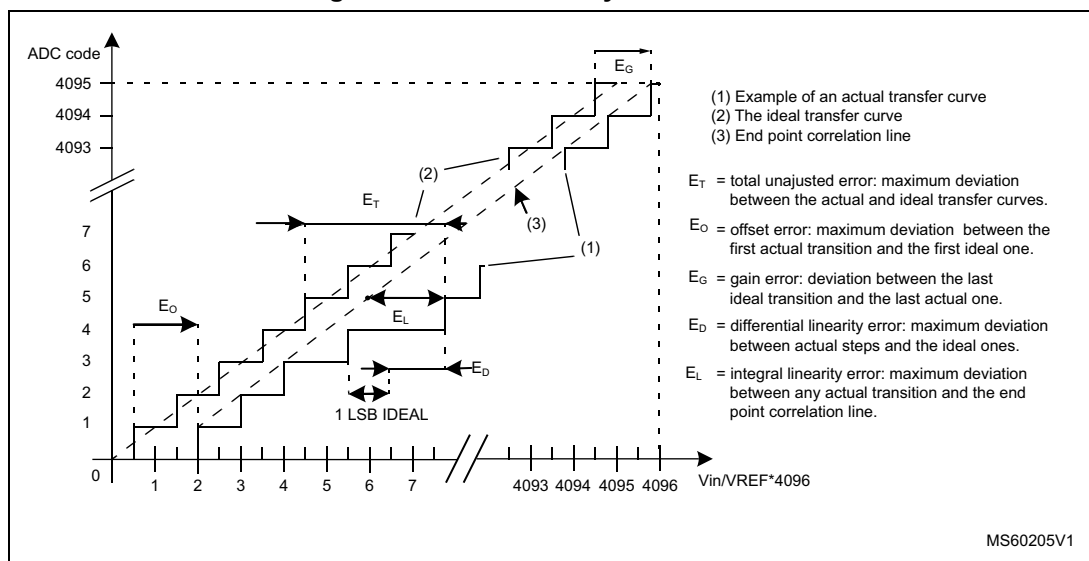 ADC code
4095
4094
4093
7
6
5
4
3
2
1
0
1 2 3 4 5 6 7
4093 4094 4095 4096
Vin/VREF*4096
E_G
(2)
E_T
(3)
(1)
E_O
E_L
E_D
1 LSB IDEAL
(1) Example of an actual transfer curve
(2) The ideal transfer curve
(3) End point correlation line
E_T = total unajusted error: maximum deviation
between the actual and ideal transfer curves.
E_O = offset error: maximum deviation between the
first actual transition and the first ideal one.
E_G = gain error: deviation between the last
ideal transition and the last actual one.
E_D = differential linearity error: maximum deviation
between actual steps and the ideal ones.
E_L = integral linearity error: maximum deviation
between any actual transition and the end
point correlation line.
MS60205V1